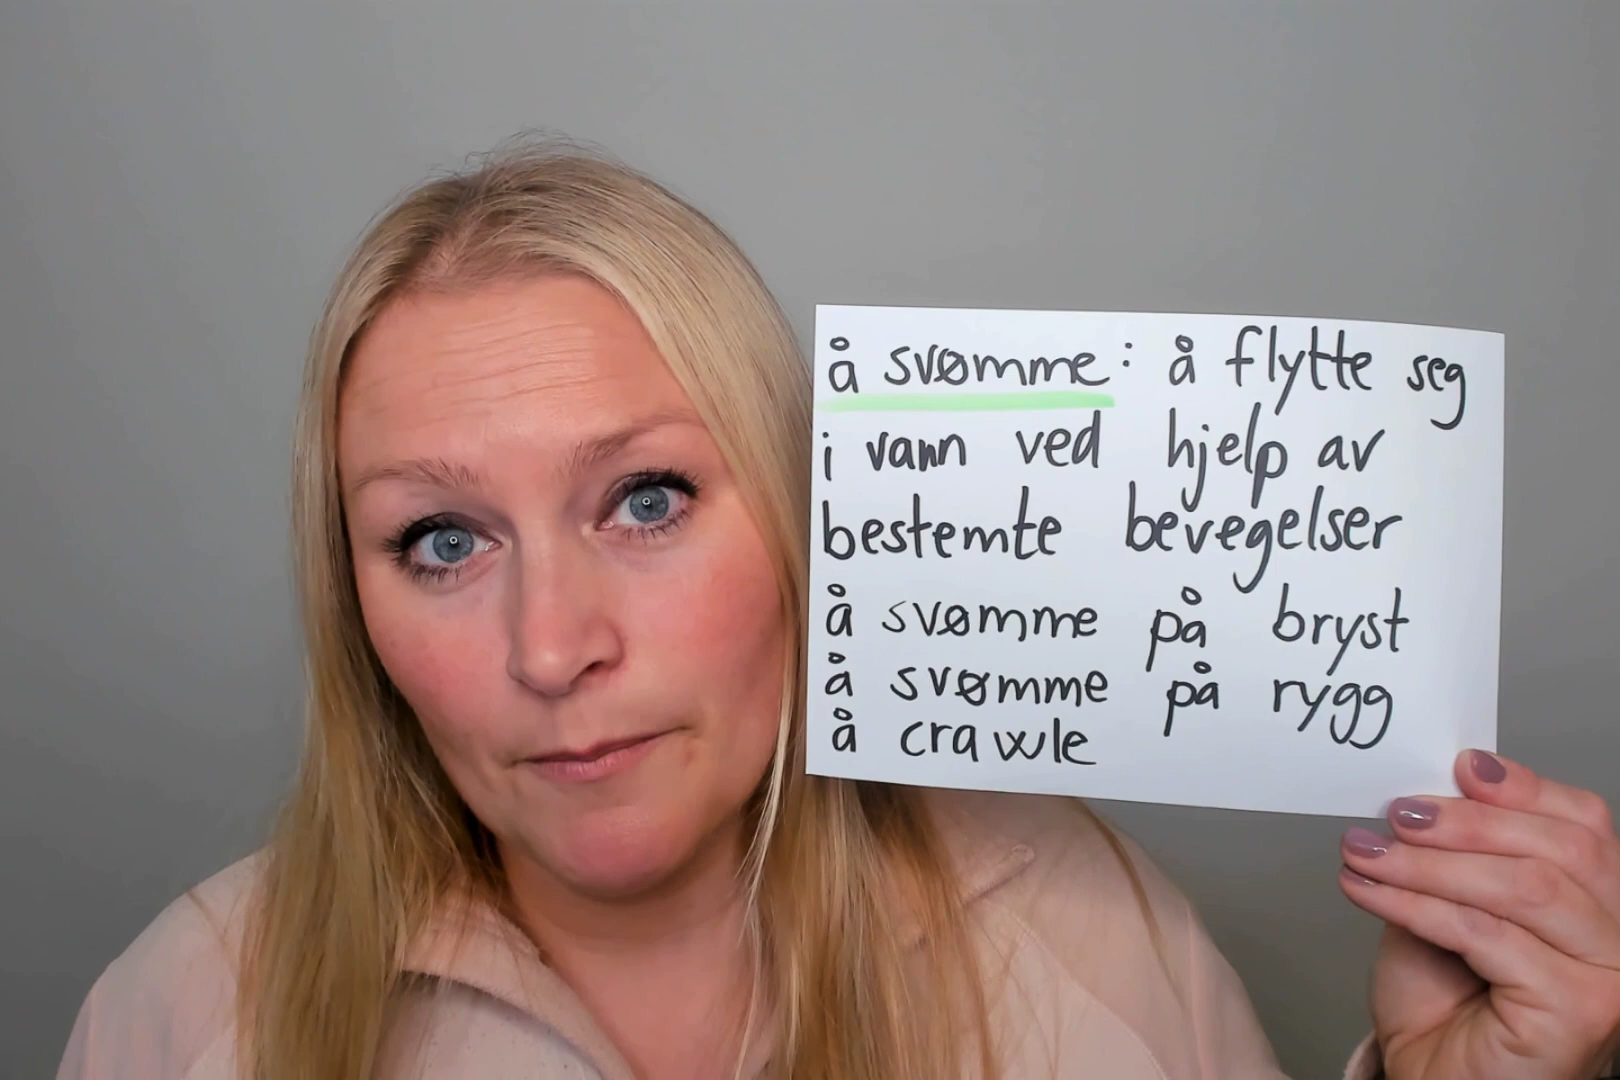 å svømme: å flytte seg
i vann ved hjelp av
bestemte bevegelser
å svømme på bryst
å svømme på rygg
å crawle